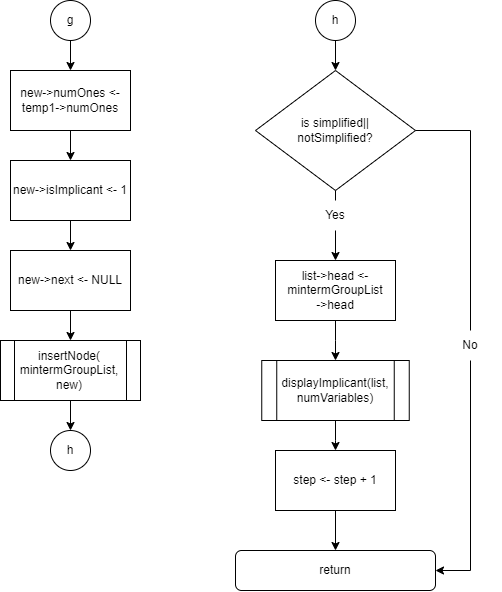 g
new->numOnes <-
temp1->numOnes
new->isImplicant <- 1
new->next <- NULL
insertNode(
mintermGroupList,
new)
h
h
is simplified||
notSimplified?
Yes
No
list->head <-
mintermGroupList
->head
displayImplicant(list,
numVariables)
step <- step + 1
return